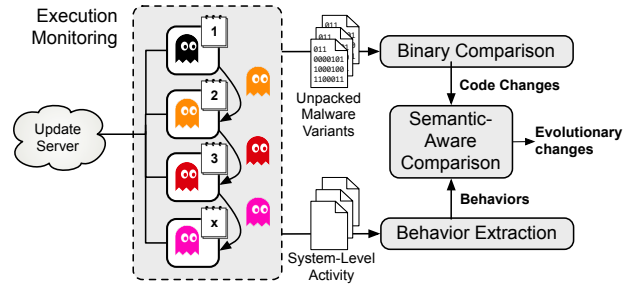 Execution
Monitoring
1
2
3
x
Update
Server
011
0000101
1000100
1100011
Unpacked
Malware
Variants
System-Level
Activity
Binary Comparison
Code Changes
Semantic-
Aware
Comparison
Evolutionary
changes
Behaviors
Behavior Extraction